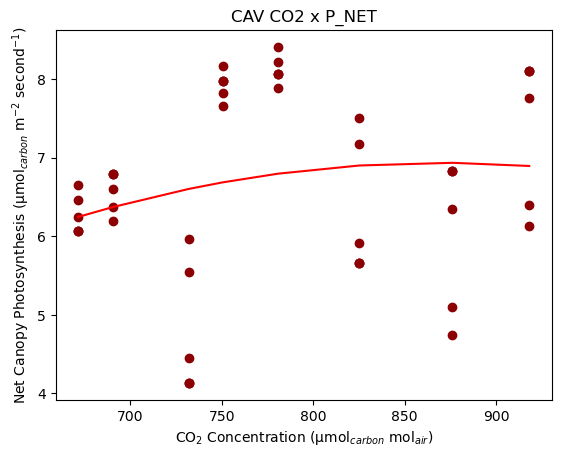 CAV CO2 x P_NET
Net Canopy Photosynthesis (μmol_carbon m⁻² second⁻¹)
8
7
6
5
4
700 750 800 850 900
CO₂ Concentration (μmol_carbon mol_air)